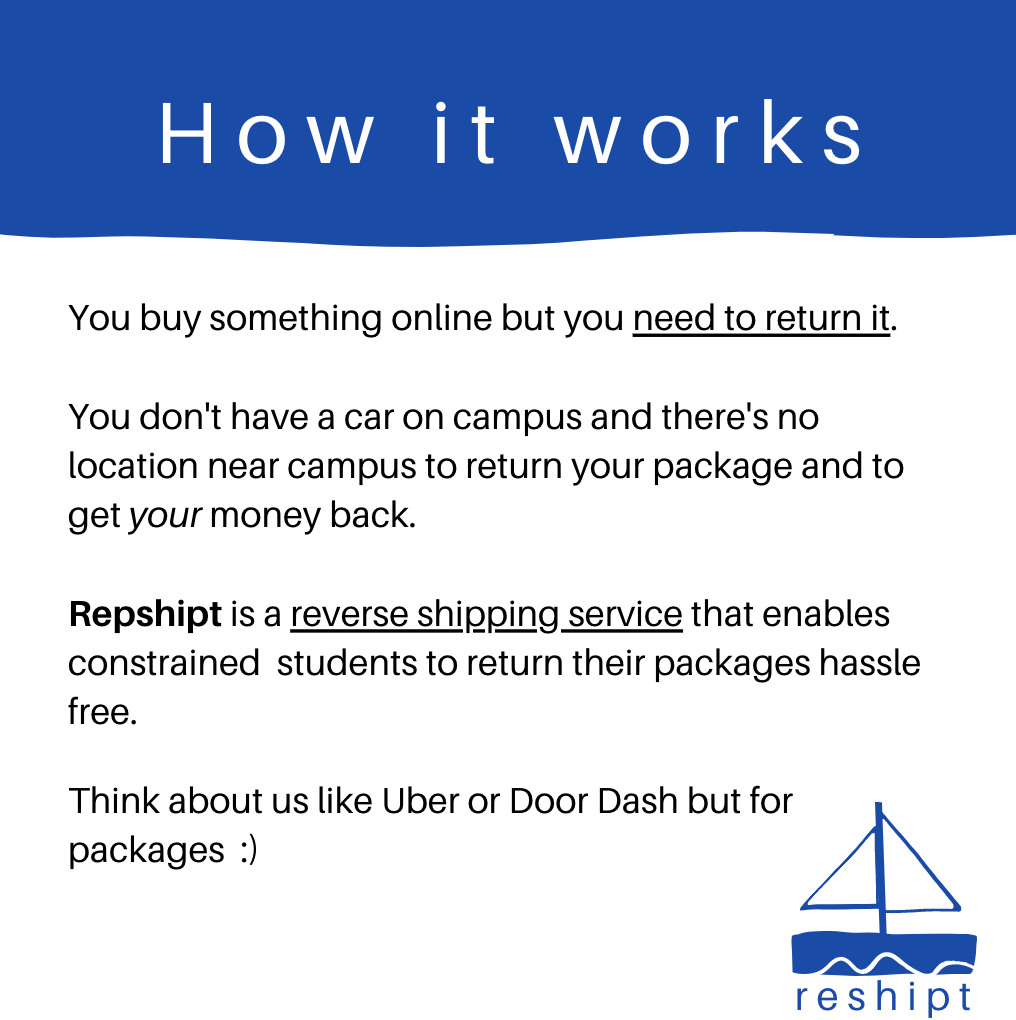 How it works
You buy something online but you need to return it.
You don't have a car on campus and there's no
location near campus to return your package and to
get your money back.
Repshipt is a reverse shipping service that enables
constrained  students to return their packages hassle
free.
Think about us like Uber or Door Dash but for
packages  :)
reshipt